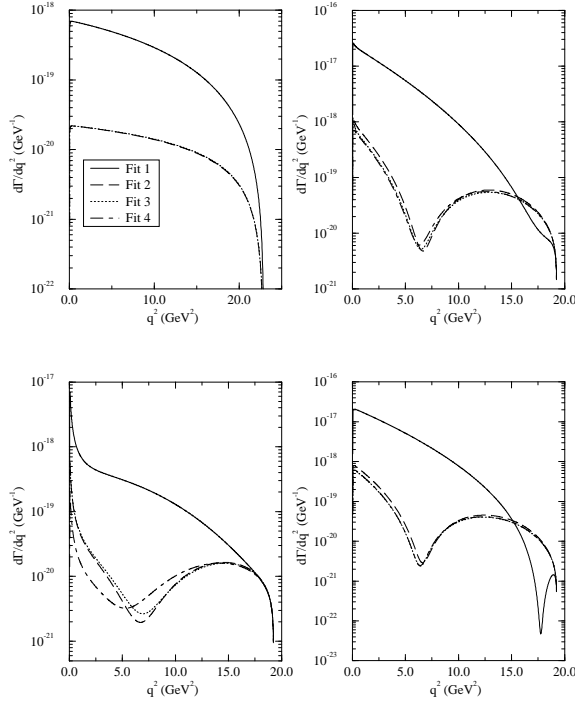 10^-18
10^-19
10^-20
10^-21
10^-22
dΓ/dq^2 (GeV^-1)
0.0 10.0 20.0
q^2 (GeV^2)
Fit 1
Fit 2
Fit 3
Fit 4
10^-16
10^-17
10^-18
10^-19
10^-20
10^-21
dΓ/dq^2 (GeV^-1)
0.0 5.0 10.0 15.0 20.0
q^2 (GeV^2)
10^-17
10^-18
10^-19
10^-20
10^-21
dΓ/dq^2 (GeV^-1)
0.0 5.0 10.0 15.0 20.0
q^2 (GeV^2)
10^-16
10^-17
10^-18
10^-19
10^-20
10^-21
10^-22
10^-23
dΓ/dq^2 (GeV^-1)
0.0 5.0 10.0 15.0 20.0
q^2 (GeV^2)